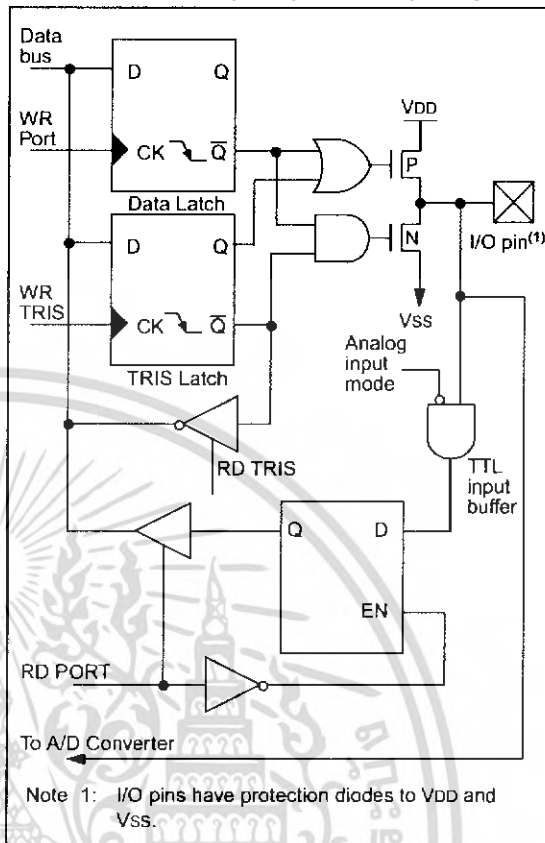 Data
bus
D Q
WR
Port
CK Q
Data Latch
VDD
P
N
I/O pin(1)
VSS
D Q
WR
TRIS
CK Q
TRIS Latch
Analog
input
mode
RD TRIS
TTL
input
buffer
Q D
EN
RD PORT
To A/D Converter
Note 1: I/O pins have protection diodes to VDD and
VSS.